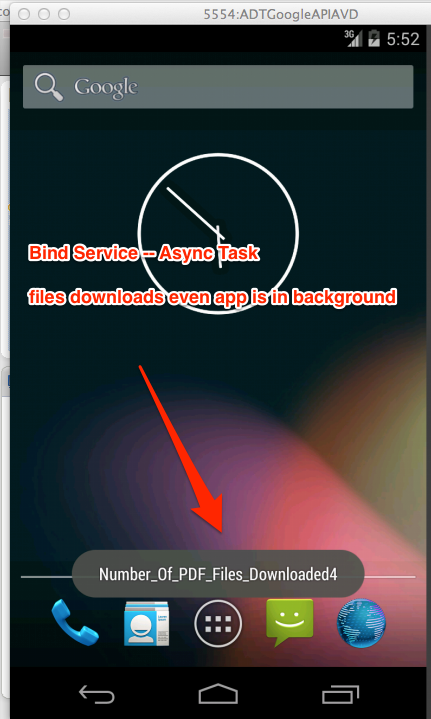 5554:ADTGoogleAPIAVD
3G 5:52
Google
Bind Service -- Async Task
files downloads even app is in background
Number_Of_PDF_Files_Downloaded4